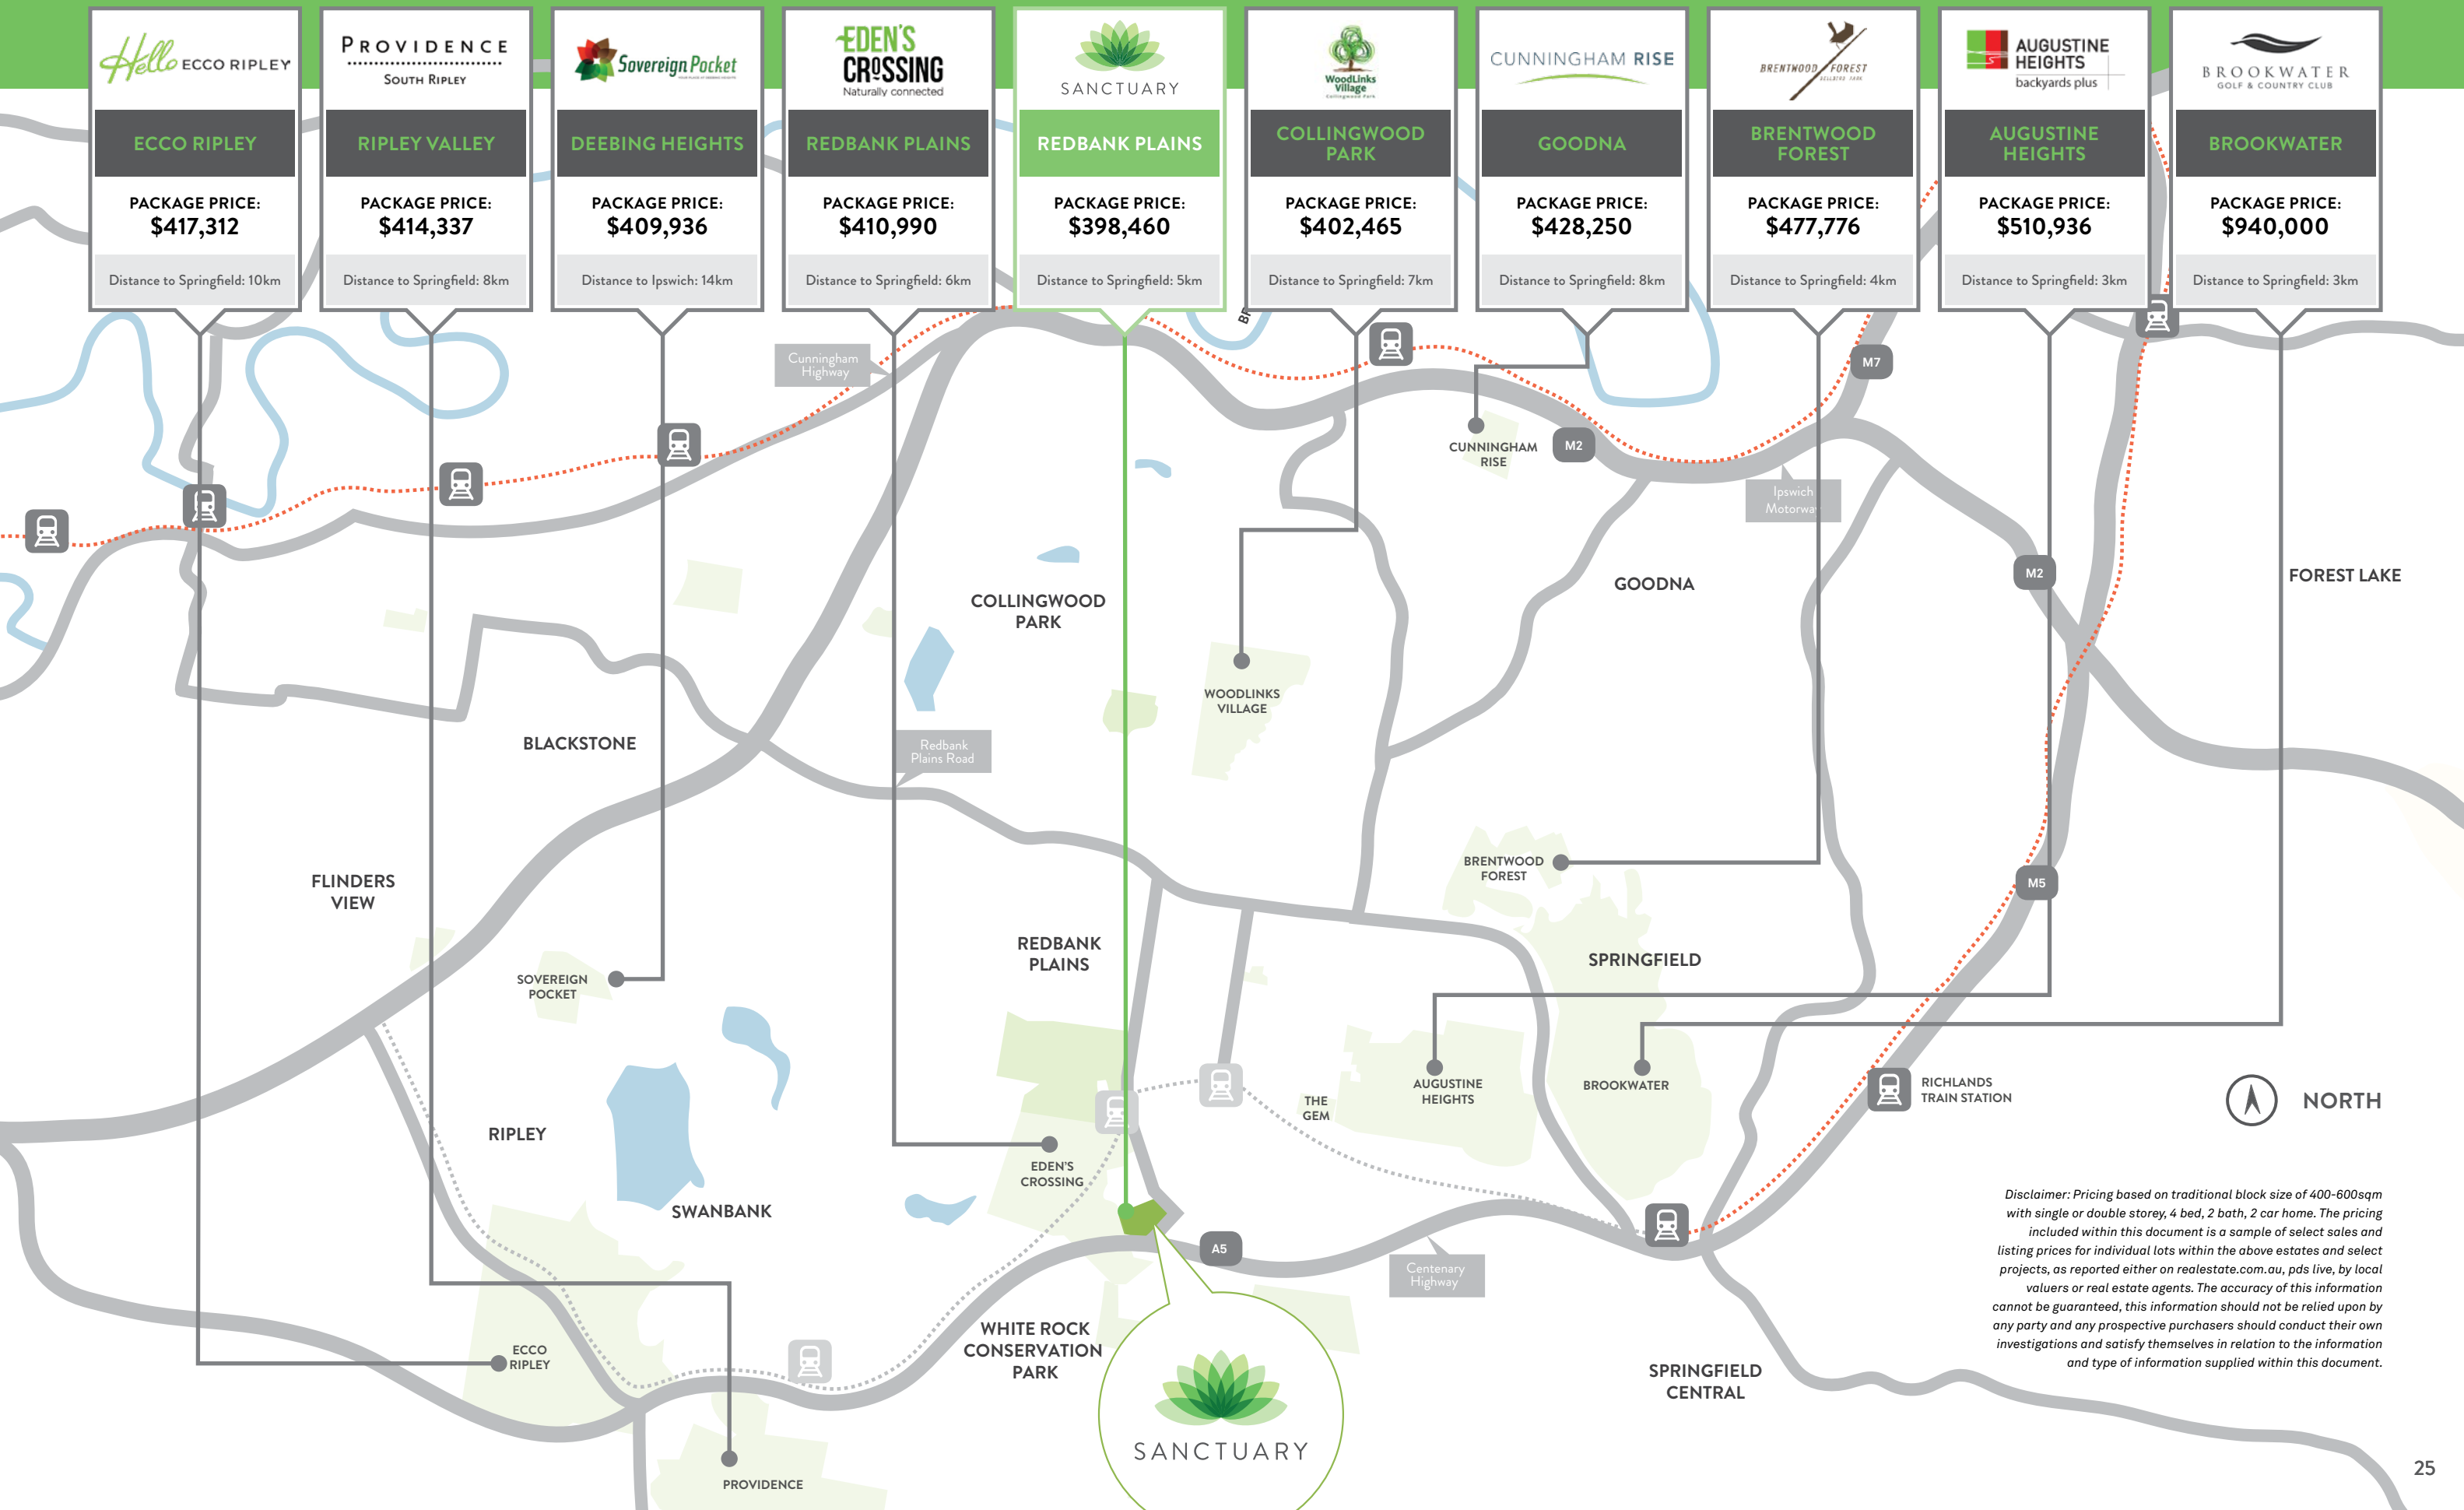 Hello ECCO RIPLEY
ECCO RIPLEY
PACKAGE PRICE:
$417,312
Distance to Springfield: 10km
PROVIDENCE
SOUTH RIPLEY
RIPLEY VALLEY
PACKAGE PRICE:
$414,337
Distance to Springfield: 8km
Sovereign Pocket
DEEBING HEIGHTS
PACKAGE PRICE:
$409,936
Distance to Ipswich: 14km
EDEN'S
CROSSING
Naturally connected
REDBANK PLAINS
PACKAGE PRICE:
$410,990
Distance to Springfield: 6km
SANCTUARY
REDBANK PLAINS
PACKAGE PRICE:
$398,460
Distance to Springfield: 5km
WoodLinks
Village
Collingwood Park
COLLINGWOOD
PARK
PACKAGE PRICE:
$402,465
Distance to Springfield: 7km
CUNNINGHAM RISE
GOODNA
PACKAGE PRICE:
$428,250
Distance to Springfield: 8km
BRENTWOOD FOREST
BELLBIRD PARK
BRENTWOOD
FOREST
PACKAGE PRICE:
$477,776
Distance to Springfield: 4km
AUGUSTINE
HEIGHTS
backyards plus
AUGUSTINE
HEIGHTS
PACKAGE PRICE:
$510,936
Distance to Springfield: 3km
BROOKWATER
GOLF & COUNTRY CLUB
BROOKWATER
PACKAGE PRICE:
$940,000
Distance to Springfield: 3km
Cunningham
Highway
M7
CUNNINGHAM
RISE
M2
Ipswich
Motorway
M2
FOREST LAKE
GOODNA
COLLINGWOOD
PARK
WOODLINKS
VILLAGE
BLACKSTONE
Redbank
Plains Road
BRENTWOOD
FOREST
M5
FLINDERS
VIEW
REDBANK
PLAINS
SPRINGFIELD
SOVEREIGN
POCKET
AUGUSTINE
HEIGHTS
BROOKWATER
RICHLANDS
TRAIN STATION
THE
GEM
NORTH
RIPLEY
EDEN'S
CROSSING
SWANBANK
A5
Centenary
Highway
ECCO
RIPLEY
WHITE ROCK
CONSERVATION
PARK
SPRINGFIELD
CENTRAL
SANCTUARY
PROVIDENCE
Disclaimer: Pricing based on traditional block size of 400-600sqm
with single or double storey, 4 bed, 2 bath, 2 car home. The pricing
included within this document is a sample of select sales and
listing prices for individual lots within the above estates and select
projects, as reported either on realestate.com.au, pds live, by local
valuers or real estate agents. The accuracy of this information
cannot be guaranteed, this information should not be relied upon by
any party and any prospective purchasers should conduct their own
investigations and satisfy themselves in relation to the information
and type of information supplied within this document.
25